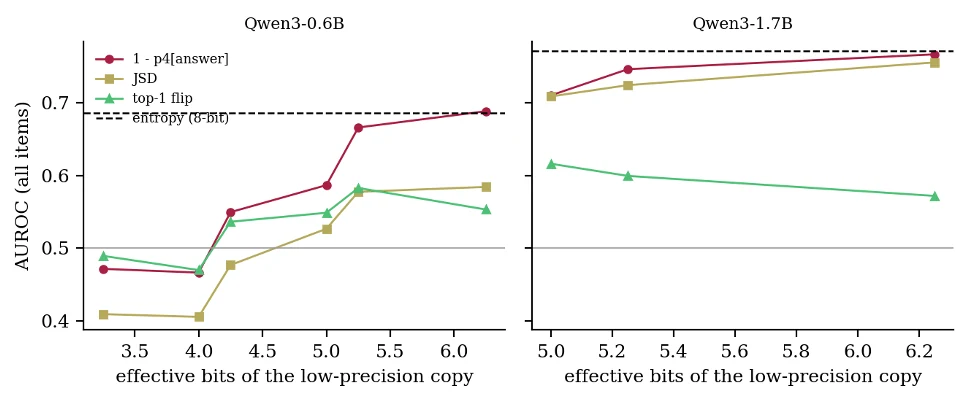 Qwen3-0.6B
1 - p4[answer]
JSD
top-1 flip
entropy (8-bit)
AUROC (all items)
0.7
0.6
0.5
0.4
3.5 4.0 4.5 5.0 5.5 6.0
effective bits of the low-precision copy
Qwen3-1.7B
5.0 5.2 5.4 5.6 5.8 6.0 6.2
effective bits of the low-precision copy